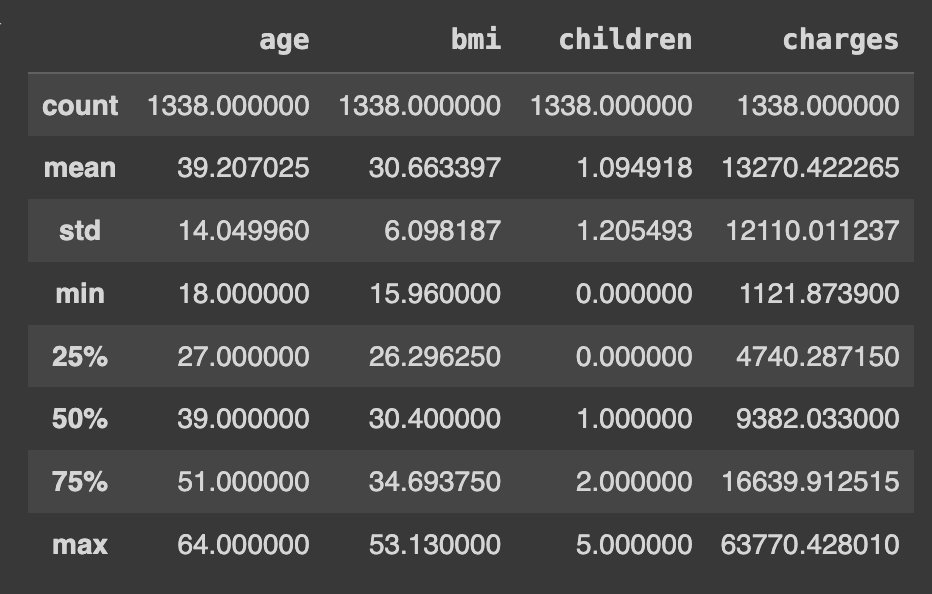 age bmi children charges
count 1338.000000 1338.000000 1338.000000 1338.000000
mean 39.207025 30.663397 1.094918 13270.422265
std 14.049960 6.098187 1.205493 12110.011237
min 18.000000 15.960000 0.000000 1121.873900
25% 27.000000 26.296250 0.000000 4740.287150
50% 39.000000 30.400000 1.000000 9382.033000
75% 51.000000 34.693750 2.000000 16639.912515
max 64.000000 53.130000 5.000000 63770.428010